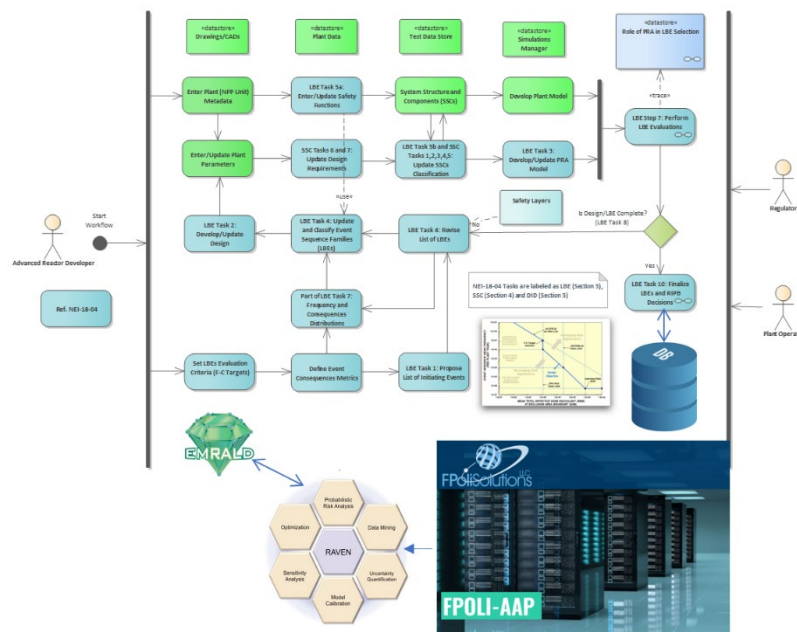 «datastore»
Drawings/CADs
«datastore»
Plant Data
«datastore»
Test Data Store
«datastore»
Simulations
Manager
«datastore»
Role of PRA in LBE Selection
Enter Plant (NPP Unit)
Metadata
LBE Task 5a:
Enter/Update Safety
Functions
System Structure and
Components (SSCs)
Develop Plant Model
«trace»
LBE Step 7: Perform
LBE Evaluations
Enter/Update Plant
Parameters
SSC Tasks 6 and 7:
Update Design
Requirements
LBE Task 5b and SSC
Tasks 1,2,3,4,5:
Update SSCs
Classification
LBE Task 3:
Develop/Update PRA
Model
«use»
Safety Layers
Regulator
Start
Workflow
Advanced Reactor Developer
LBE Task 2:
Develop/Update
Design
LBE Task 4: Update
and Classify Event
Sequence Families
(LBEs)
LBE Task 4: Revise
List of LBEs
No
Is Design/LBE Complete?
(LBE Task 8)
Yes
Ref. NEI-18-04
Part of LBE Task 7:
Frequency and
Consequences
Distributions
NEI-18-04 Tasks are labeled as LBE (Section 3),
SSC (Section 4) and DID (Section 5)
LBE Task 10: Finalize
LBEs and RIPB
Decisions
Plant Operat
Set LBEs Evaluation
Criteria (F-C Targets)
Define Event
Consequences Metrics
LBE Task 1: Propose
List of Initiating Events
DB
EMRALD
Probabilistic
Risk Analysis
Optimization
Data Mining
RAVEN
Sensitivity
Analysis
Uncertainty
Quantification
Model
Calibration
FPoliSolutions LLC
FPOLI-AAP